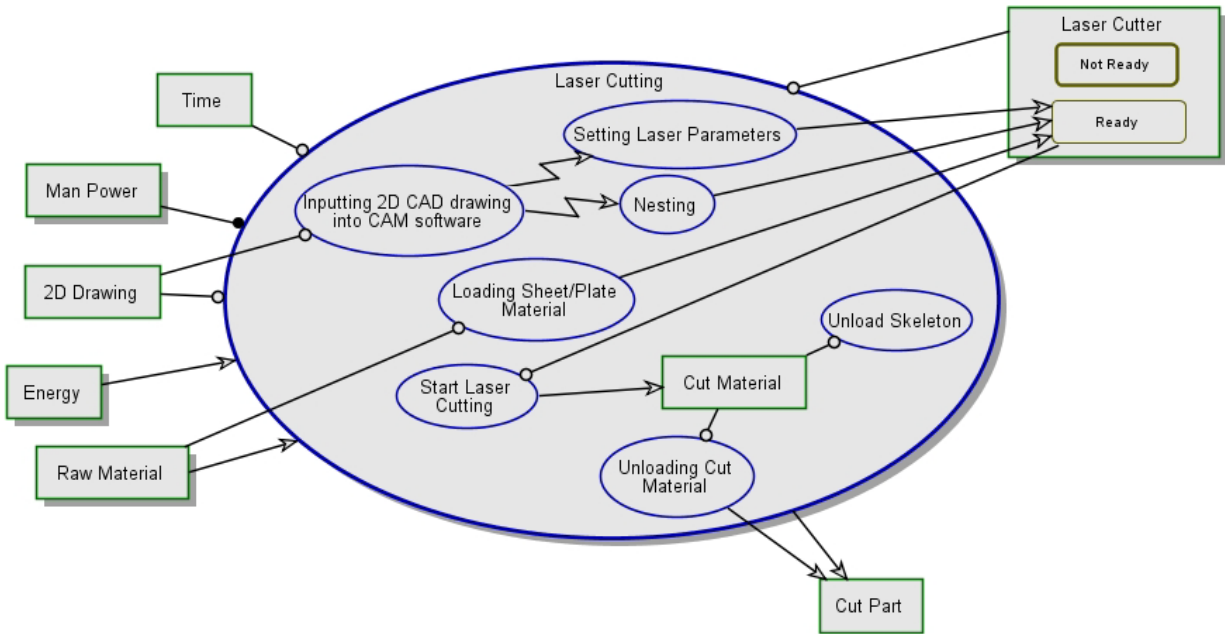 Laser Cutter
Not Ready
Ready
Laser Cutting
Time
Setting Laser Parameters
Man Power
Inputting 2D CAD drawing
into CAM software
Nesting
2D Drawing
Loading Sheet/Plate
Material
Unload Skeleton
Energy
Start Laser
Cutting
Cut Material
Raw Material
Unloading Cut
Material
Cut Part